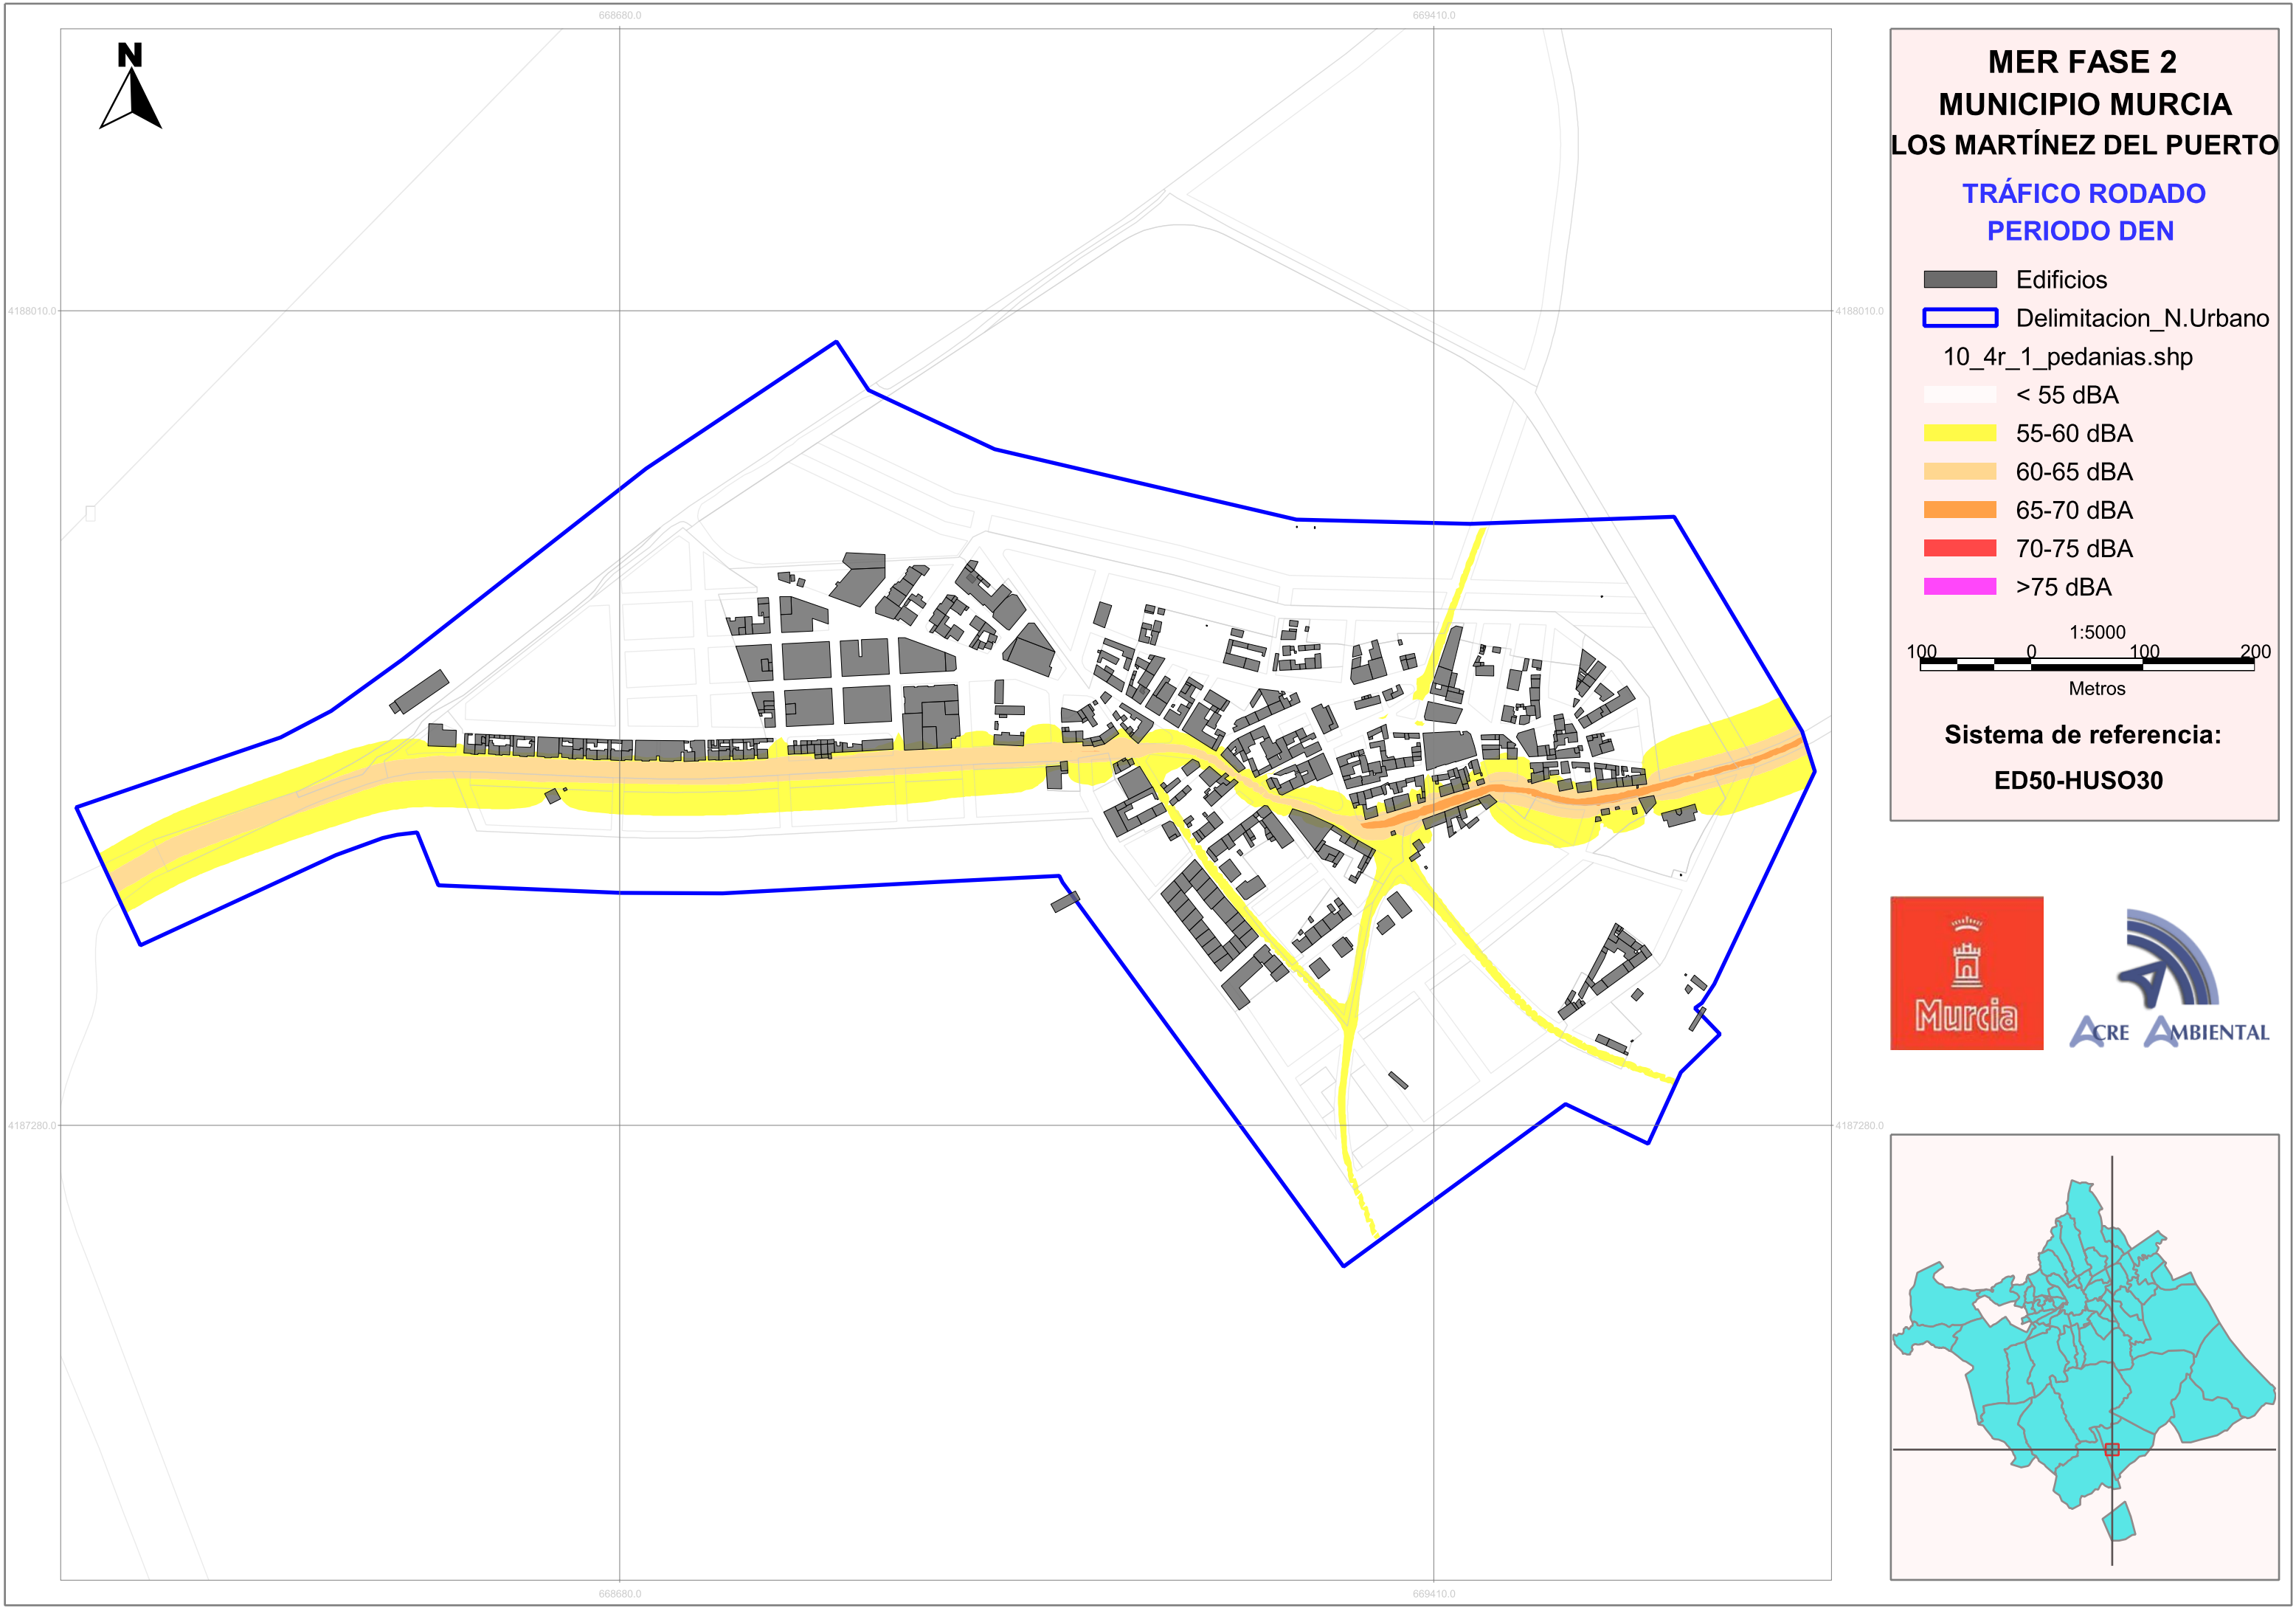 668680.0 669410.0
N
4188010.0 4188010.0
4187280.0 4187280.0
668680.0 669410.0
MER FASE 2
MUNICIPIO MURCIA
LOS MARTÍNEZ DEL PUERTO
TRÁFICO RODADO
PERIODO DEN
Edificios
Delimitacion_N.Urbano
10_4r_1_pedanias.shp
< 55 dBA
55-60 dBA
60-65 dBA
65-70 dBA
70-75 dBA
>75 dBA
1:5000
100 0 100 200
Metros
Sistema de referencia:
ED50-HUSO30
Murcia
ACRE AMBIENTAL